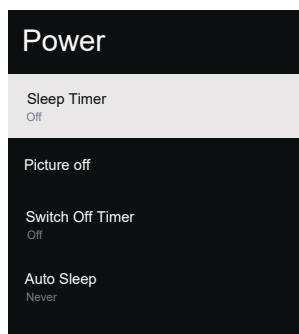 Power
Sleep Timer
Off
Picture off
Switch Off Timer
Off
Auto Sleep
Never